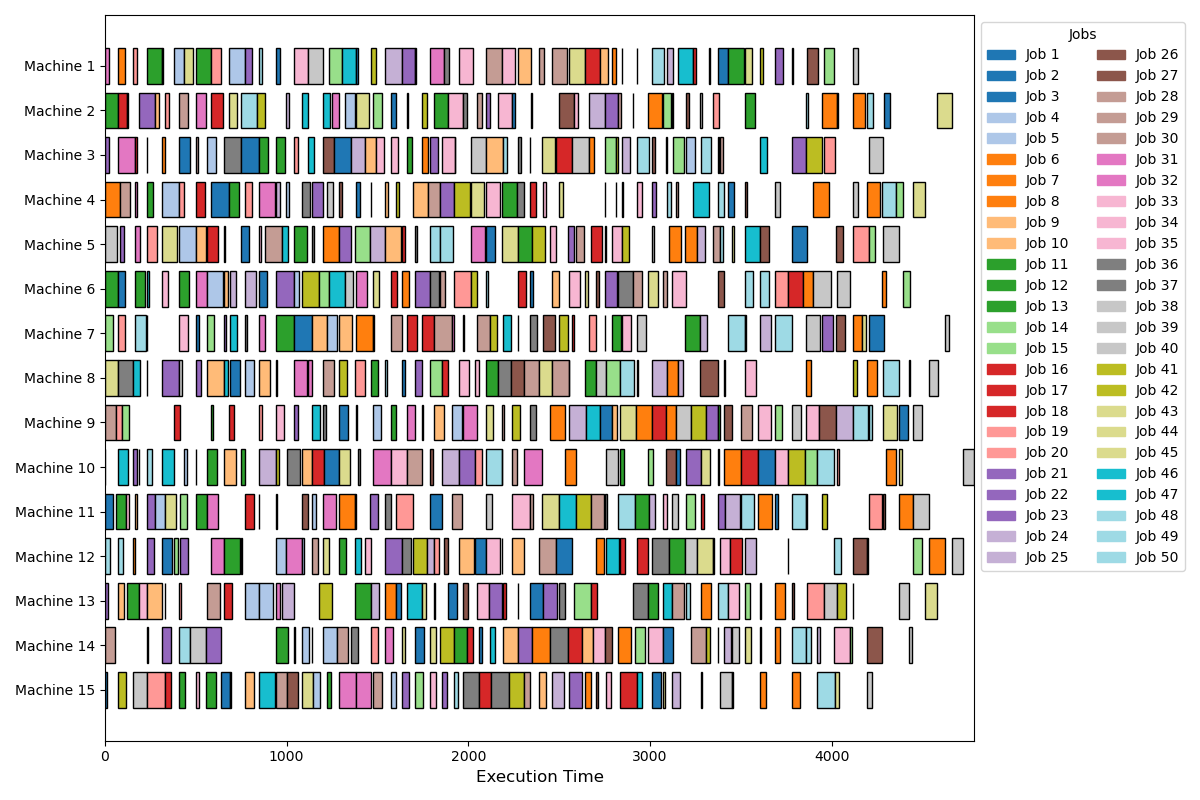 Machine 1
Machine 2
Machine 3
Machine 4
Machine 5
Machine 6
Machine 7
Machine 8
Machine 9
Machine 10
Machine 11
Machine 12
Machine 13
Machine 14
Machine 15
0 1000 2000 3000 4000
Execution Time
Jobs
Job 1
Job 2
Job 3
Job 4
Job 5
Job 6
Job 7
Job 8
Job 9
Job 10
Job 11
Job 12
Job 13
Job 14
Job 15
Job 16
Job 17
Job 18
Job 19
Job 20
Job 21
Job 22
Job 23
Job 24
Job 25
Job 26
Job 27
Job 28
Job 29
Job 30
Job 31
Job 32
Job 33
Job 34
Job 35
Job 36
Job 37
Job 38
Job 39
Job 40
Job 41
Job 42
Job 43
Job 44
Job 45
Job 46
Job 47
Job 48
Job 49
Job 50